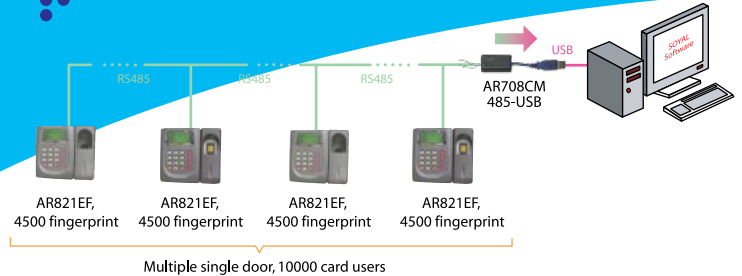 SOYAL
Software
USB
RS485
RS485
RS485
AR708CM
485-USB
AR821EF,
4500 fingerprint
AR821EF,
4500 fingerprint
AR821EF,
4500 fingerprint
AR821EF,
4500 fingerprint
Multiple single door, 10000 card users